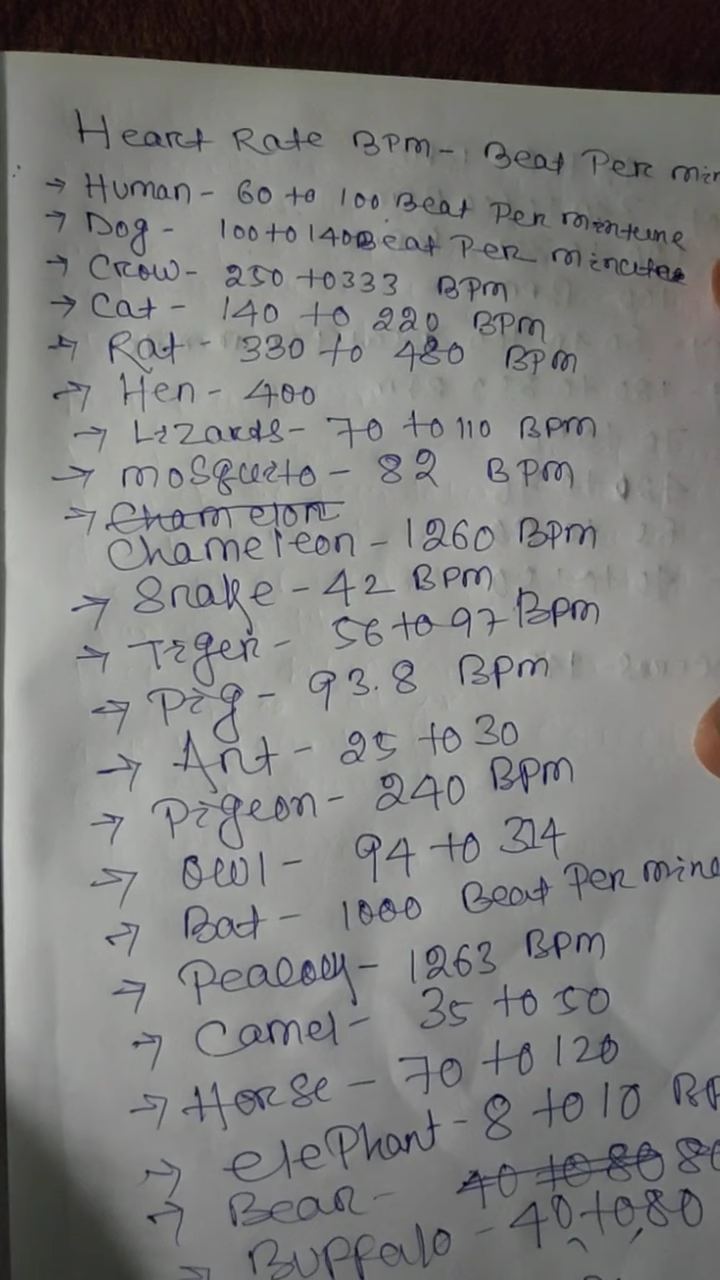 Heart Rate BPM - Beat Per min
→ Human - 60 to 100 Beat Per mintune
→ Dog - 100 to 140 Beat Per mincutes
→ Crow - 250 to 333 BPM
→ Cat - 140 to 220 BPM
→ Rat - 330 to 480 BPM
→ Hen - 400
→ Lizards - 70 to 110 BPM
→ mosquito - 82 BPM
→ Chameion
Chameleon - 1260 BPM
→ Snake - 42 BPM
→ Tiger - 56 to 97 BPM
→ Pig - 93.8 BPM
→ Ant - 25 to 30
→ Pigeon - 240 BPM
→ owl - 94 to 314
→ Bat - 1000 Beat Per minu
→ Peacock - 1263 BPM
→ Camel - 35 to 50
→ Horse - 70 to 120
→ elePhant - 8 to 10 BP
→ Bear - 40 to 80 80
→ Buffalo - 40 to 80